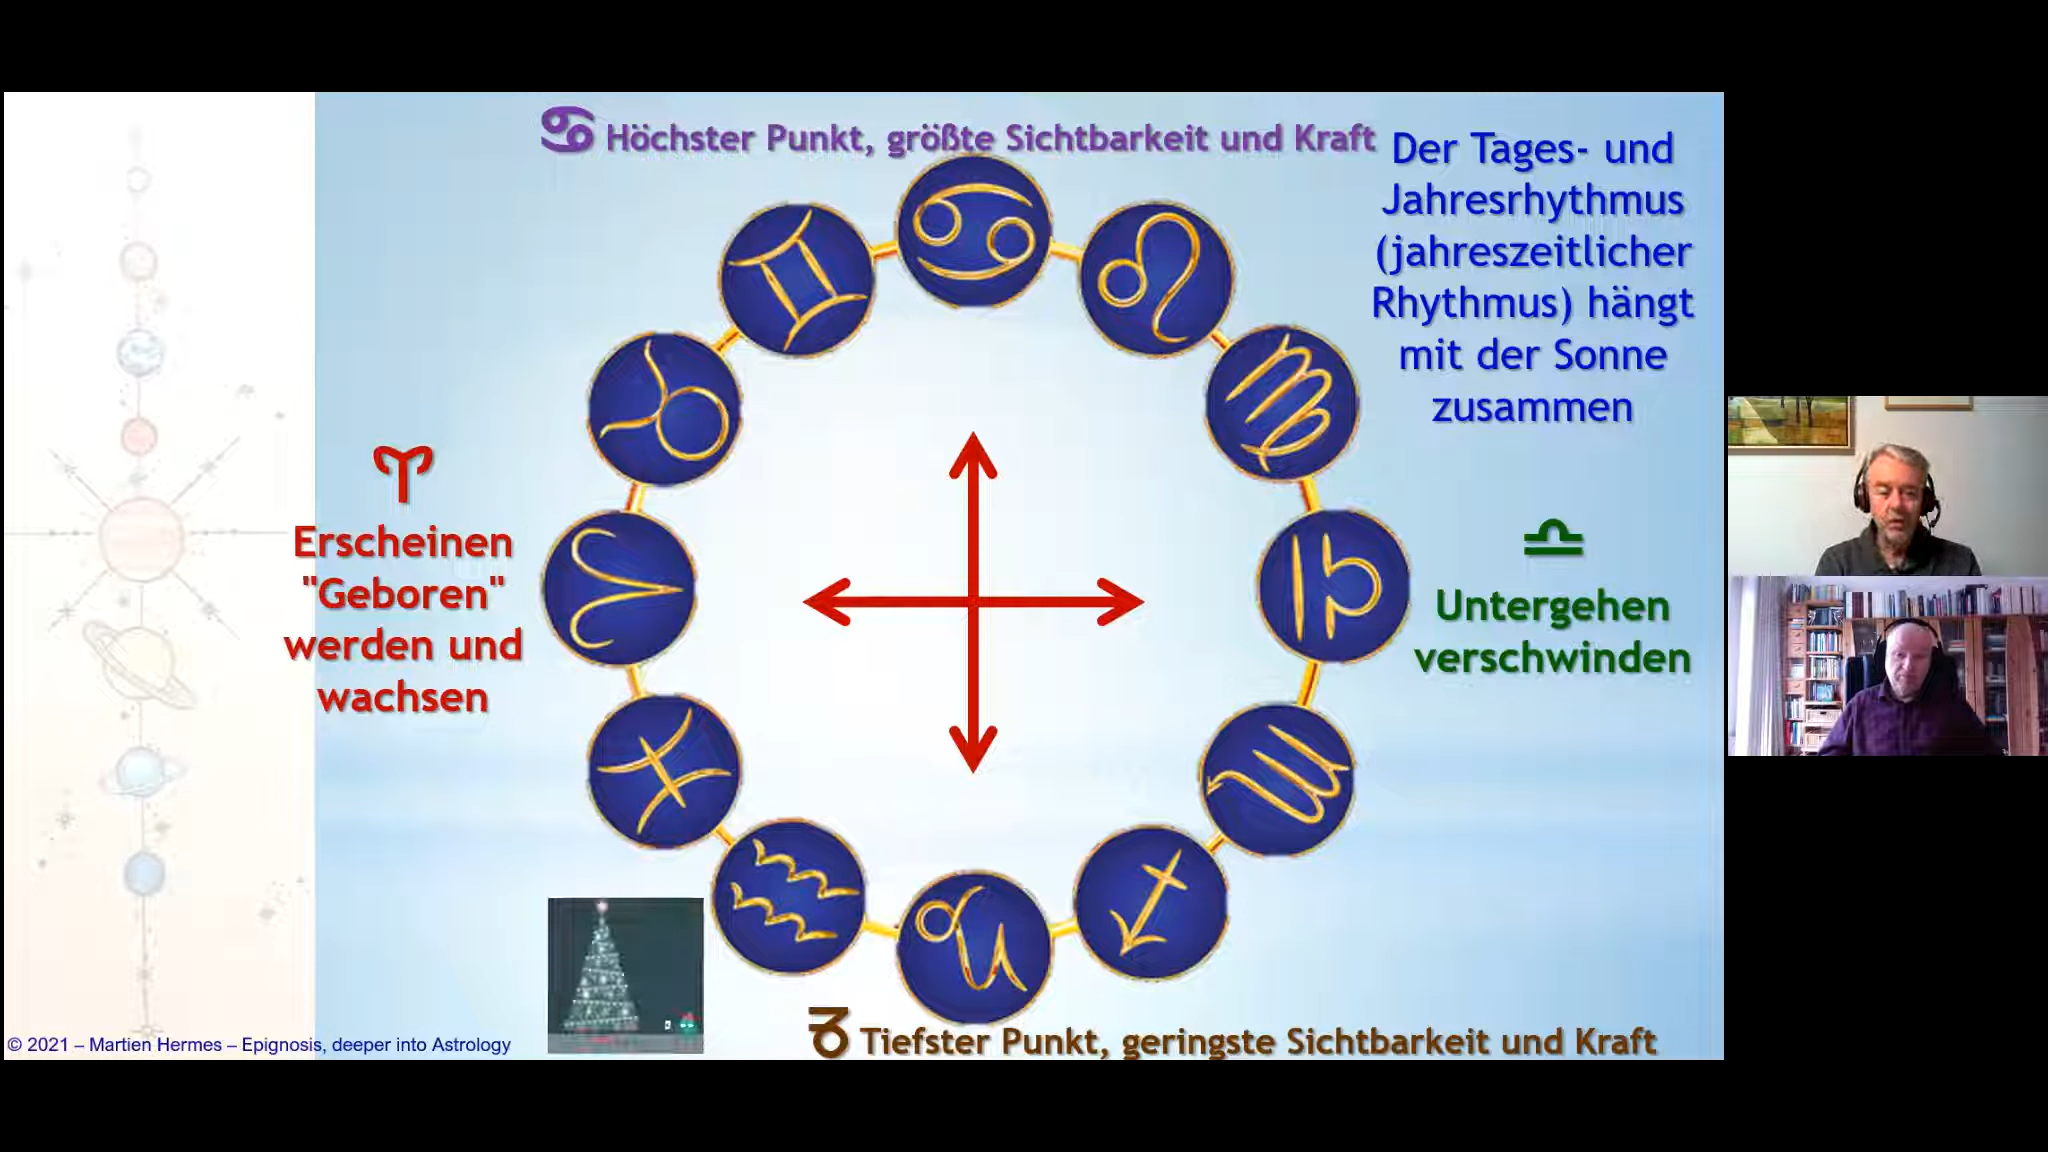 Höchster Punkt, größte Sichtbarkeit und Kraft
Der Tages- und
Jahresrhythmus
(jahreszeitlicher
Rhythmus) hängt
mit der Sonne
zusammen
Erscheinen
"Geboren"
werden und
wachsen
Untergehen
verschwinden
Tiefster Punkt, geringste Sichtbarkeit und Kraft
© 2021 – Martien Hermes – Epignosis, deeper into Astrology